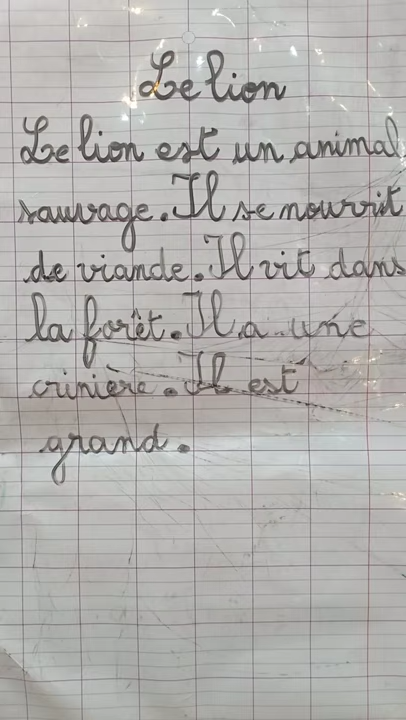 Le lion
Le lion est un animal
sauvage. Il se nourrit
de viande. Il vit dans
la forêt. Il a une
crinière. Il est
grand.